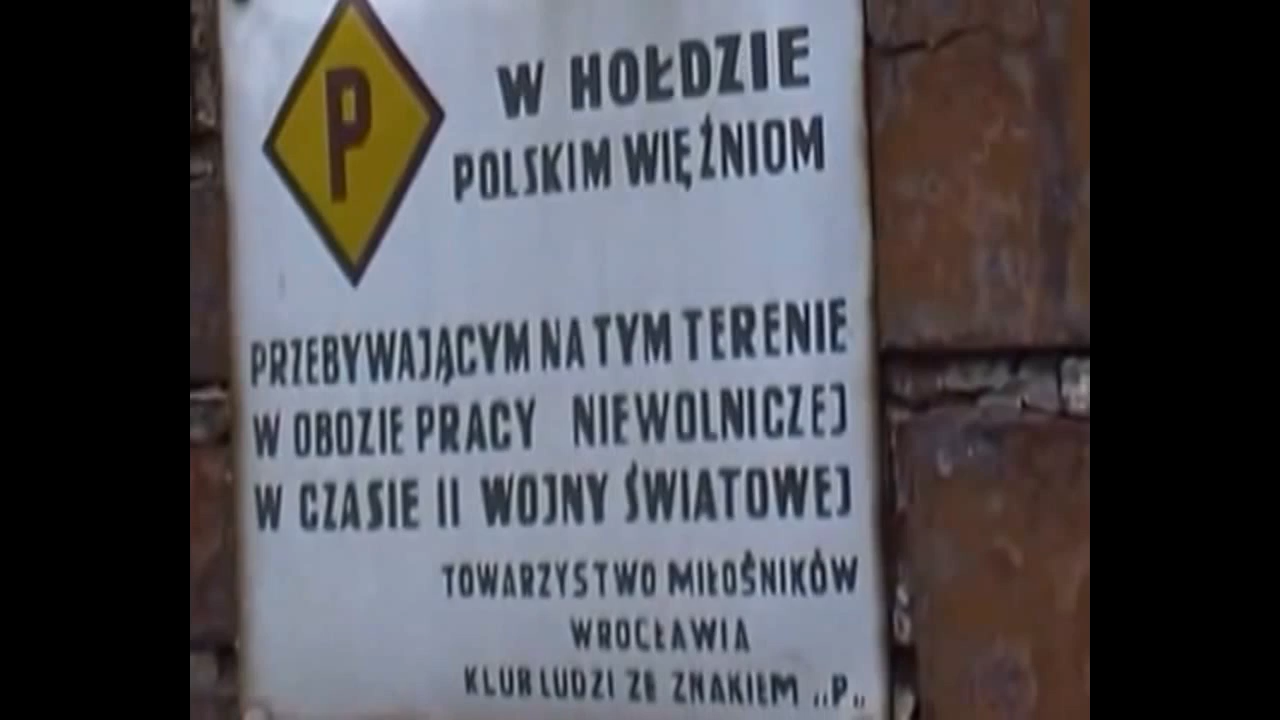 P
W HOŁDZIE
POLSKIM WIĘŹNIOM
PRZEBYWAJĄCYM NA TYM TERENIE
W OBOZIE PRACY NIEWOLNICZEJ
W CZASIE II WOJNY ŚWIATOWEJ
TOWARZYSTWO MIŁOŚNIKÓW
WROCŁAWIA
KLUB LUDZI ZE ZNAKIEM „P„